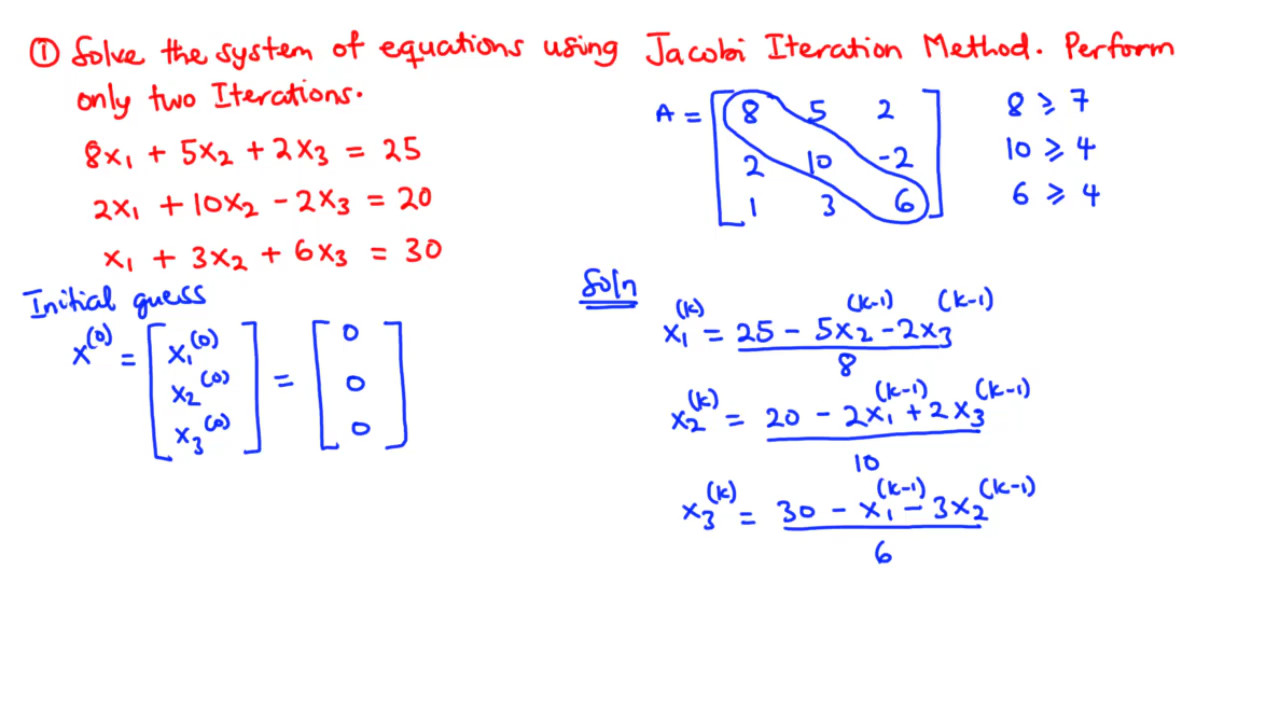 ① Solve the system of equations using Jacobi Iteration Method. Perform
only two Iterations.
8x₁ + 5x₂ + 2x₃ = 25
2x₁ + 10x₂ - 2x₃ = 20
x₁ + 3x₂ + 6x₃ = 30
A = [ 8 5 2
2 10 -2
1 3 6 ]
8 ⩾ 7
10 ⩾ 4
6 ⩾ 4
Initial guess
x⁽⁰⁾ = [ x₁⁽⁰⁾ x₂⁽⁰⁾ x₃⁽⁰⁾ ] = [ 0 0 0 ]
Soln
x₁⁽ᵏ⁾ = (25 - 5x₂⁽ᵏ⁻¹⁾ - 2x₃⁽ᵏ⁻¹⁾) / 8
x₂⁽ᵏ⁾ = (20 - 2x₁⁽ᵏ⁻¹⁾ + 2x₃⁽ᵏ⁻¹⁾) / 10
x₃⁽ᵏ⁾ = (30 - x₁⁽ᵏ⁻¹⁾ - 3x₂⁽ᵏ⁻¹⁾) / 6